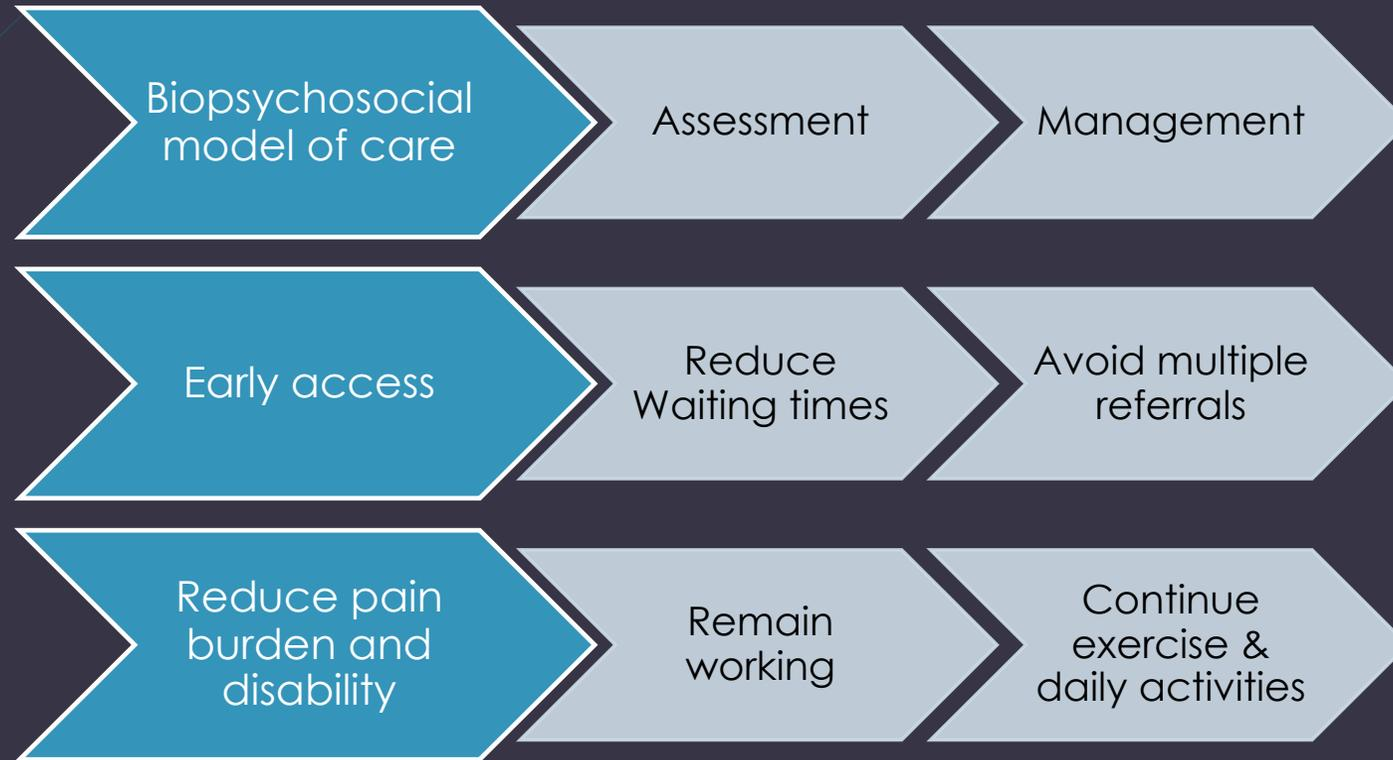 Biopsychosocial
model of care
Assessment
Management
Early access
Reduce
Waiting times
Avoid multiple
referrals
Reduce pain
burden and
disability
Remain
working
Continue
exercise &
daily activities